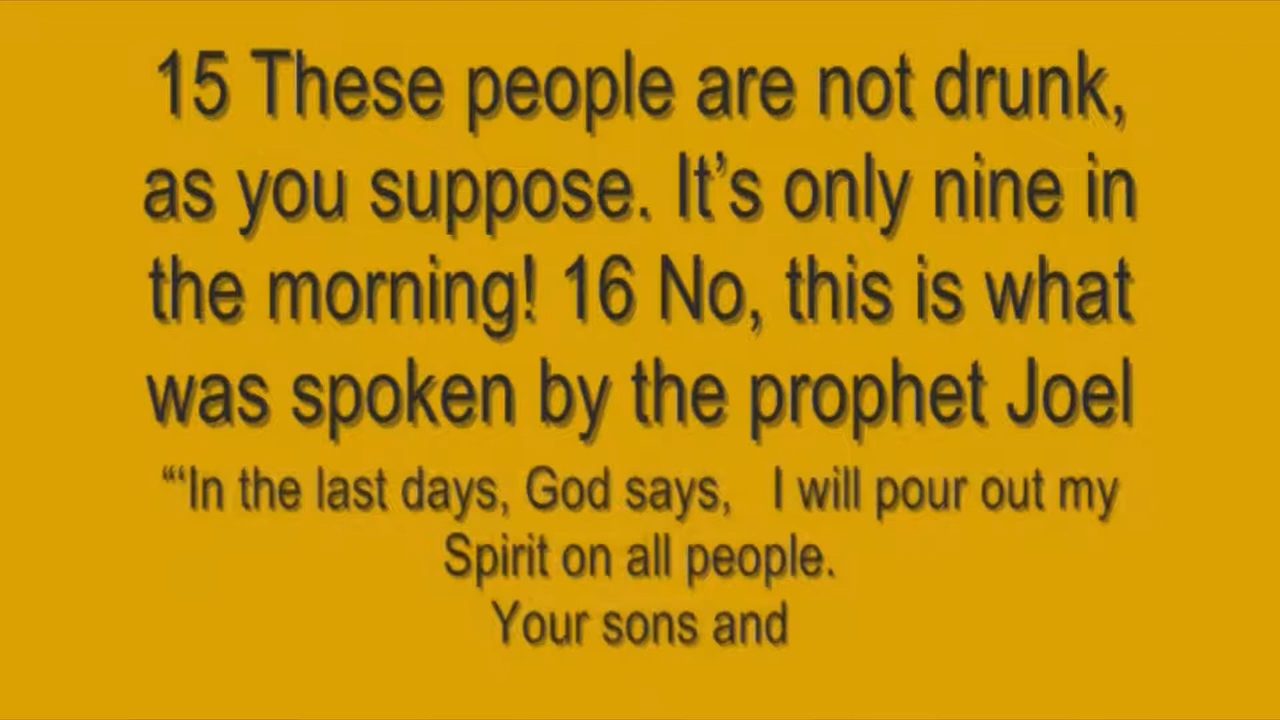 15 These people are not drunk,
as you suppose. It’s only nine in
the morning! 16 No, this is what
was spoken by the prophet Joel
“‘In the last days, God says,   I will pour out my
Spirit on all people.
Your sons and